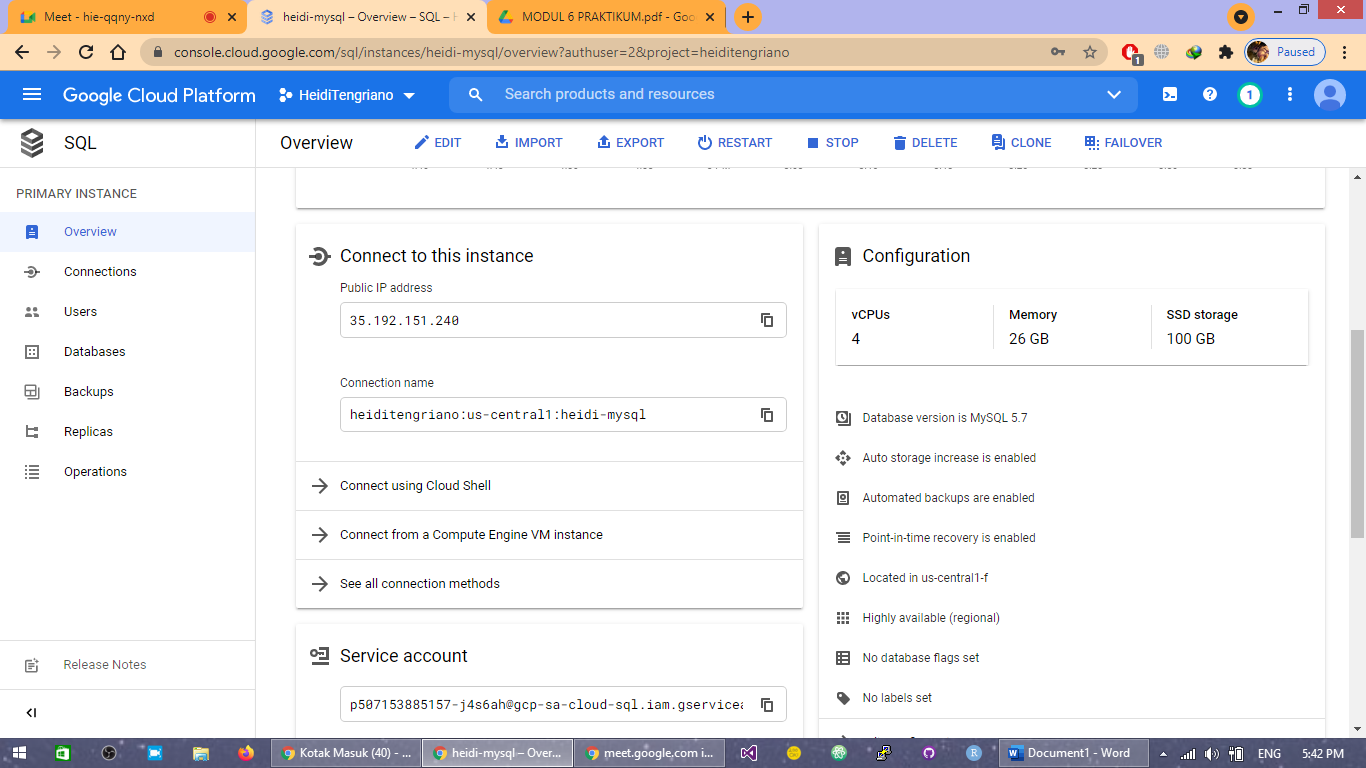 Meet - hie-qqny-nxd
heidi-mysql – Overview – SQL – H
MODUL 6 PRAKTIKUM.pdf - Goo
console.cloud.google.com/sql/instances/heidi-mysql/overview?authuser=2&project=heiditengriano
1
Paused
Google Cloud Platform
HeidiTengriano
Search products and resources
1
SQL
Overview
EDIT
IMPORT
EXPORT
RESTART
STOP
DELETE
CLONE
FAILOVER
PRIMARY INSTANCE
Overview
Connections
Users
Databases
Backups
Replicas
Operations
Release Notes
Connect to this instance
Public IP address
35.192.151.240
Connection name
heiditengriano:us-central1:heidi-mysql
Connect using Cloud Shell
Connect from a Compute Engine VM instance
See all connection methods
Service account
p507153885157-j4s6ah@gcp-sa-cloud-sql.iam.gservicea
Configuration
vCPUs
4
Memory
26 GB
SSD storage
100 GB
Database version is MySQL 5.7
Auto storage increase is enabled
Automated backups are enabled
Point-in-time recovery is enabled
Located in us-central1-f
Highly available (regional)
No database flags set
No labels set
Kotak Masuk (40) - ...
heidi-mysql – Over...
meet.google.com i...
Document1 - Word
ENG
5:42 PM